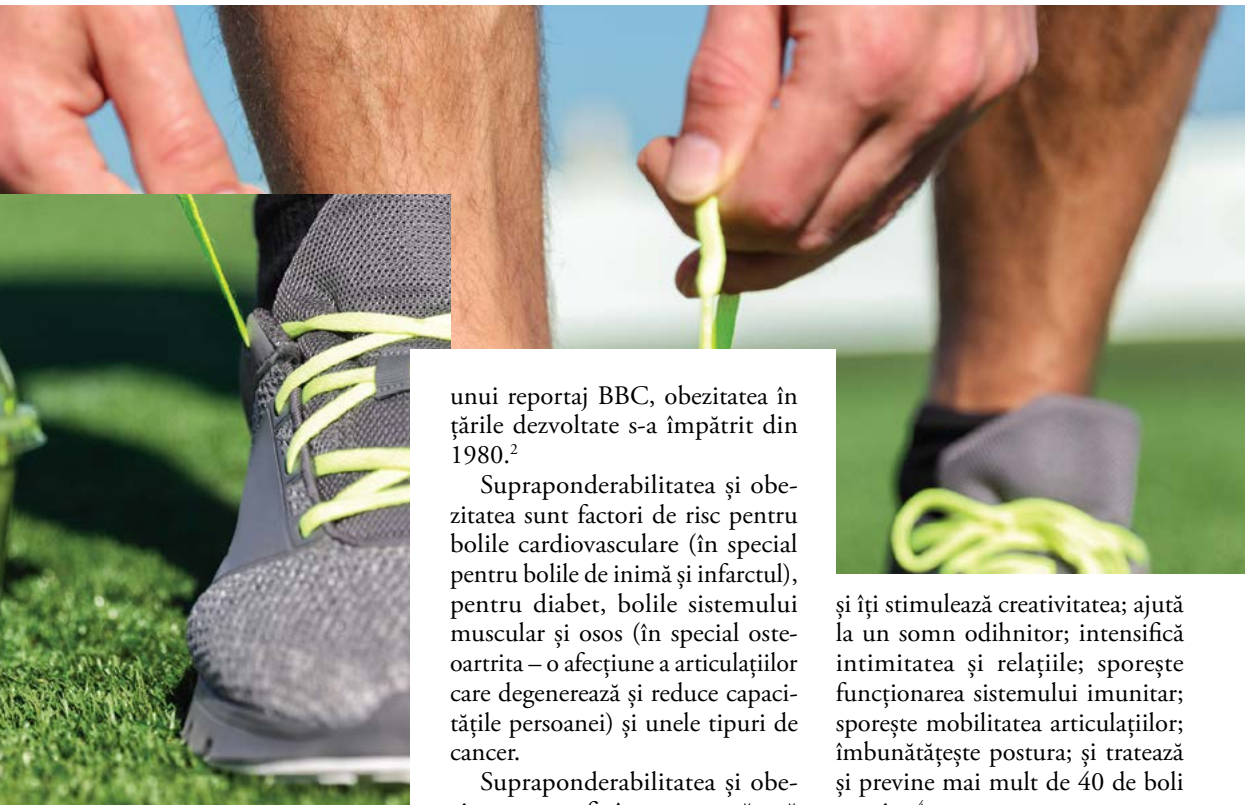 unui reportaj BBC, obezitatea în
țările dezvoltate s-a împătrit din
1980.²
Supraponderabilitatea și obe-
zitatea sunt factori de risc pentru
bolile cardiovasculare (în special
pentru bolile de inimă și infarctul),
pentru diabet, bolile sistemului
muscular și osos (în special oste-
oartrita – o afecțiune a articulațiilor
care degenerează și reduce capaci-
tățile persoanei) și unele tipuri de
cancer.
Supraponderabilitatea și obe-
și îți stimulează creativitatea; ajută
la un somn odihnitor; intensifică
intimitatea și relațiile; sporește
funcționarea sistemului imunitar;
sporește mobilitatea articulațiilor;
îmbunătățește postura; și tratează
și previne mai mult de 40 de boli